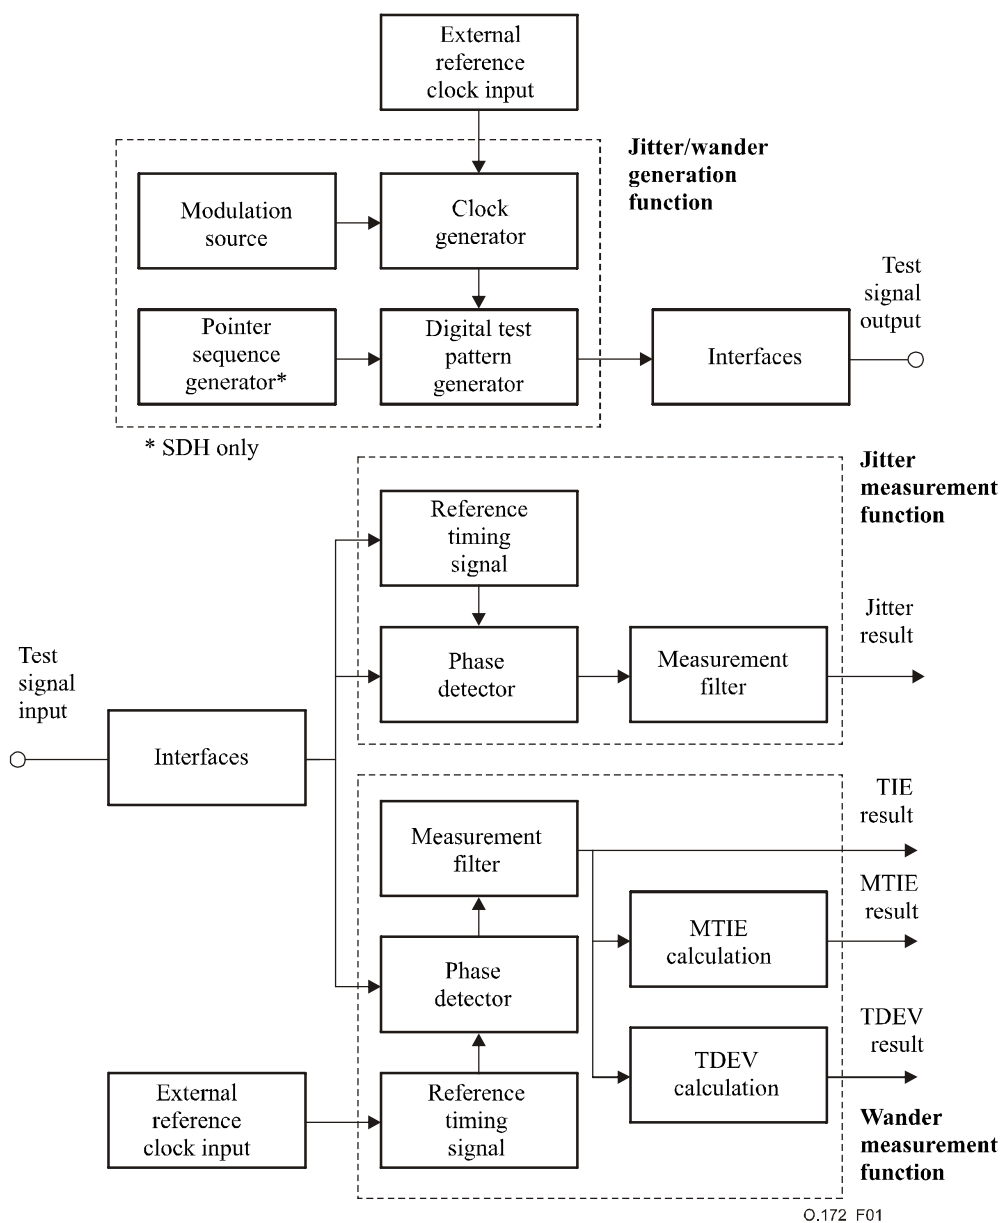 External
reference
clock input
Jitter/wander
generation
function
Modulation
source
Clock
generator
Test
signal
output
Pointer
sequence
generator*
Digital test
pattern
generator
Interfaces
* SDH only
Jitter
measurement
function
Reference
timing
signal
Jitter
result
Phase
detector
Measurement
filter
Test
signal
input
Interfaces
TIE
result
Measurement
filter
MTIE
result
MTIE
calculation
Phase
detector
TDEV
result
TDEV
calculation
External
reference
clock input
Reference
timing
signal
Wander
measurement
function
O.172_F01